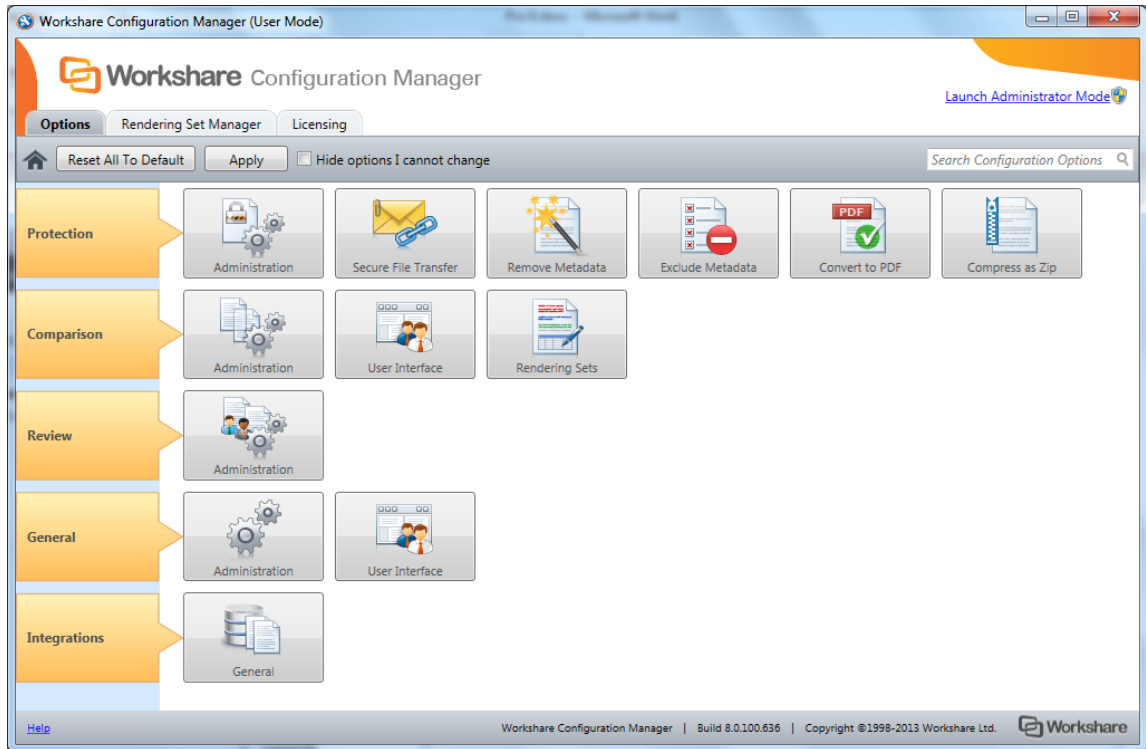 Workshare Configuration Manager (User Mode)
Workshare Configuration Manager
Launch Administrator Mode
Options Rendering Set Manager Licensing
Reset All To Default Apply Hide options I cannot change Search Configuration Options
Protection
Administration Secure File Transfer Remove Metadata Exclude Metadata PDF Convert to PDF Compress as Zip
Comparison
Administration User Interface Rendering Sets
Review
Administration
General
Administration User Interface
Integrations
General
Help Workshare Configuration Manager | Build 8.0.100.636 | Copyright ©1998-2013 Workshare Ltd. Workshare